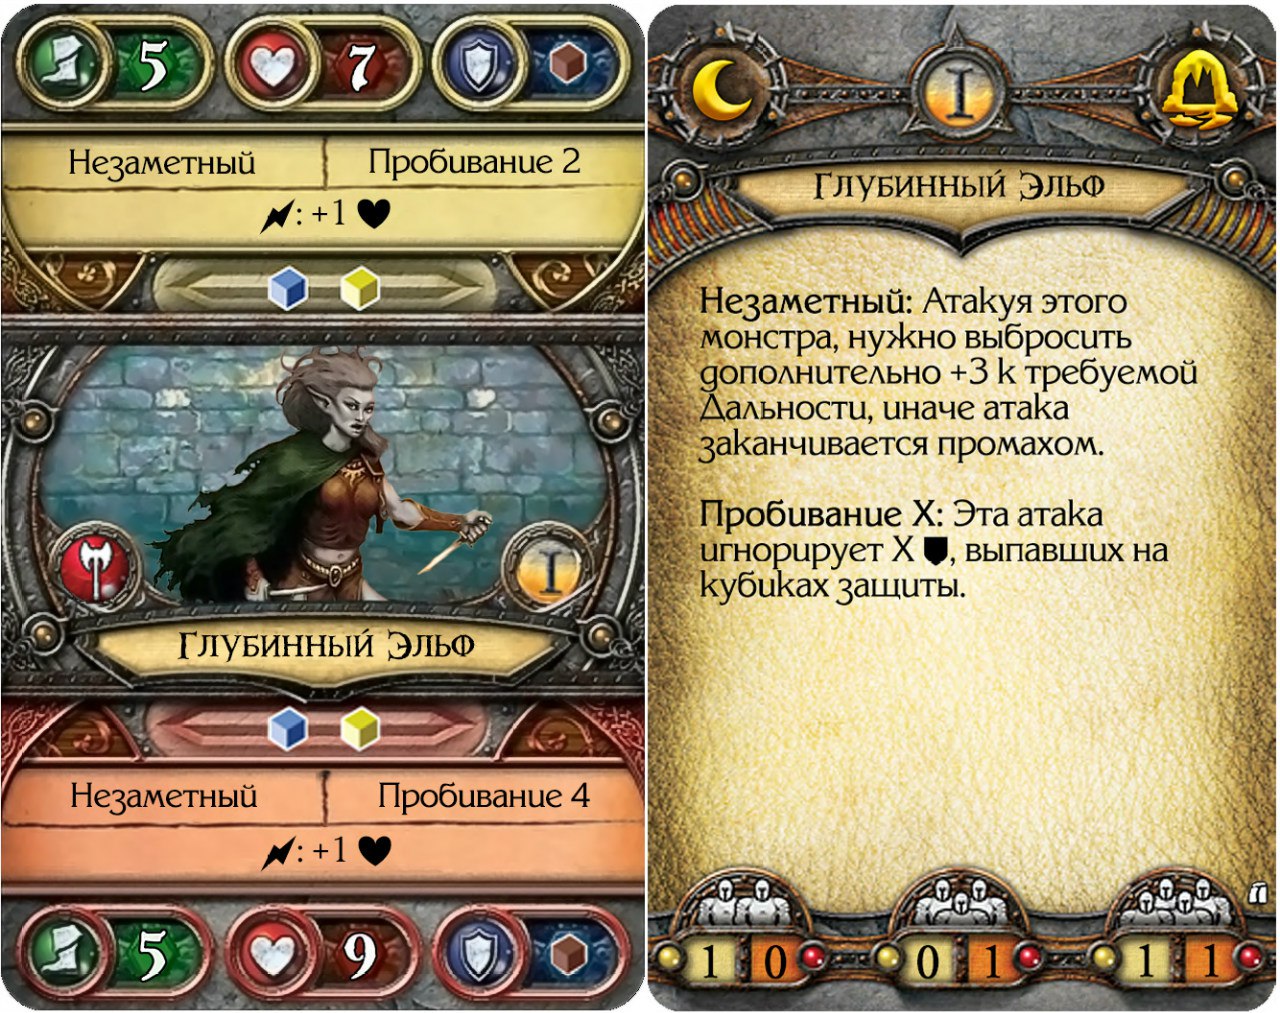 5 7
Незаметный Пробивание 2
: +1
Глубинный Эльф
I
Незаметный Пробивание 4
: +1
5 9
I
Глубинный Эльф
Незаметный: Атакуя этого
монстра, нужно выбросить
дополнительно +3 к требуемой
Дальности, иначе атака
заканчивается промахом.
Пробивание X: Эта атака
игнорирует X , выпавших на
кубиках защиты.
1 0 0 1 1 1